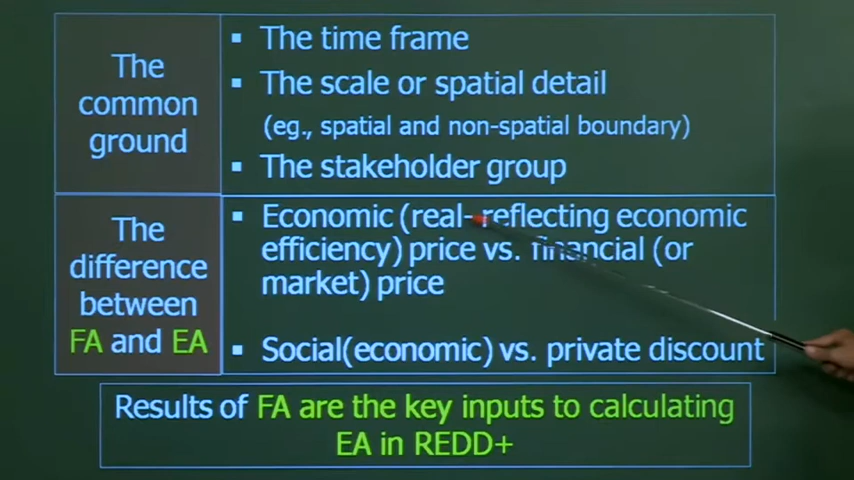 The
common
ground
▪ The time frame
▪ The scale or spatial detail
(eg., spatial and non-spatial boundary)
▪ The stakeholder group
The
difference
between
FA and EA
▪ Economic (real- reflecting economic
efficiency) price vs. financial (or
market) price
▪ Social(economic) vs. private discount
Results of FA are the key inputs to calculating
EA in REDD+